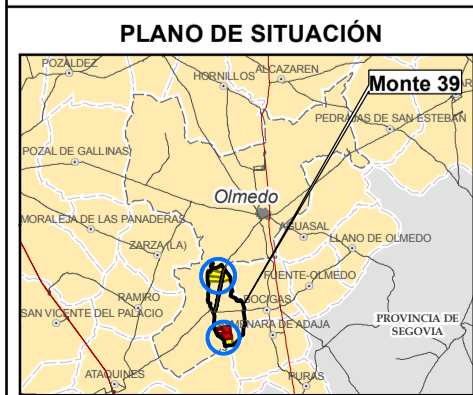 PLANO DE SITUACIÓN
POZALDEZ
HORNILLOS
ALCAZAREN
Monte 39
PEDRAJAS DE SAN ESTEBAN
POZAL DE GALLINAS
Olmedo
MORALEJA DE LAS PANADERAS
AGUASAL
ZARZA (LA)
LLANO DE OLMEDO
FUENTE-OLMEDO
RAMIRO
BOCIGAS
SAN VICENTE DEL PALACIO
PROVINCIA DE
SEGOVIA
ENARA DE ADAJA
ATAQUINES
PURAS